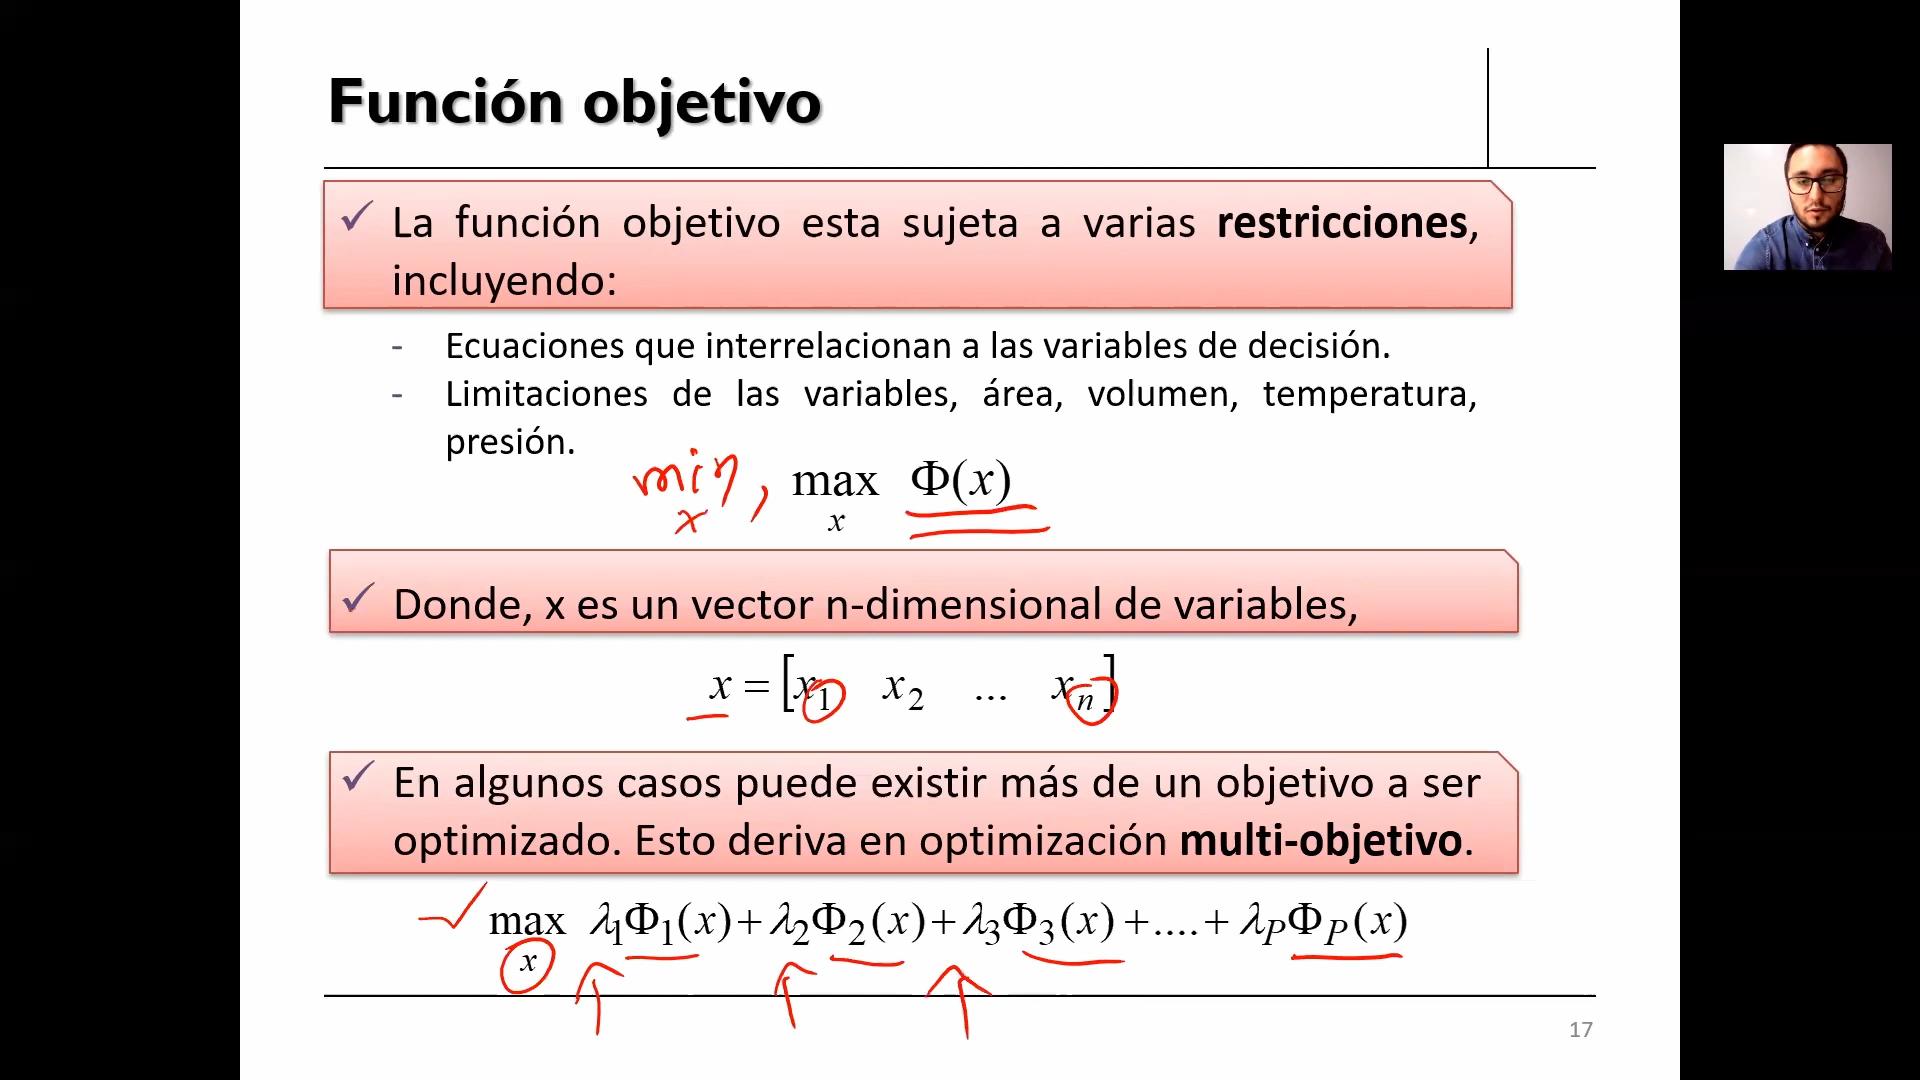 Función objetivo
✓ La función objetivo esta sujeta a varias restricciones,
incluyendo:
- Ecuaciones que interrelacionan a las variables de decisión.
- Limitaciones de las variables, área, volumen, temperatura,
presión.
min , max Φ(x)
x x
✓ Donde, x es un vector n-dimensional de variables,
x = [x₁ x₂ ... xₙ]
✓ En algunos casos puede existir más de un objetivo a ser
optimizado. Esto deriva en optimización multi-objetivo.
max λ₁Φ₁(x) + λ₂Φ₂(x) + λ₃Φ₃(x) + .... + λ_PΦ_P(x)
x
17